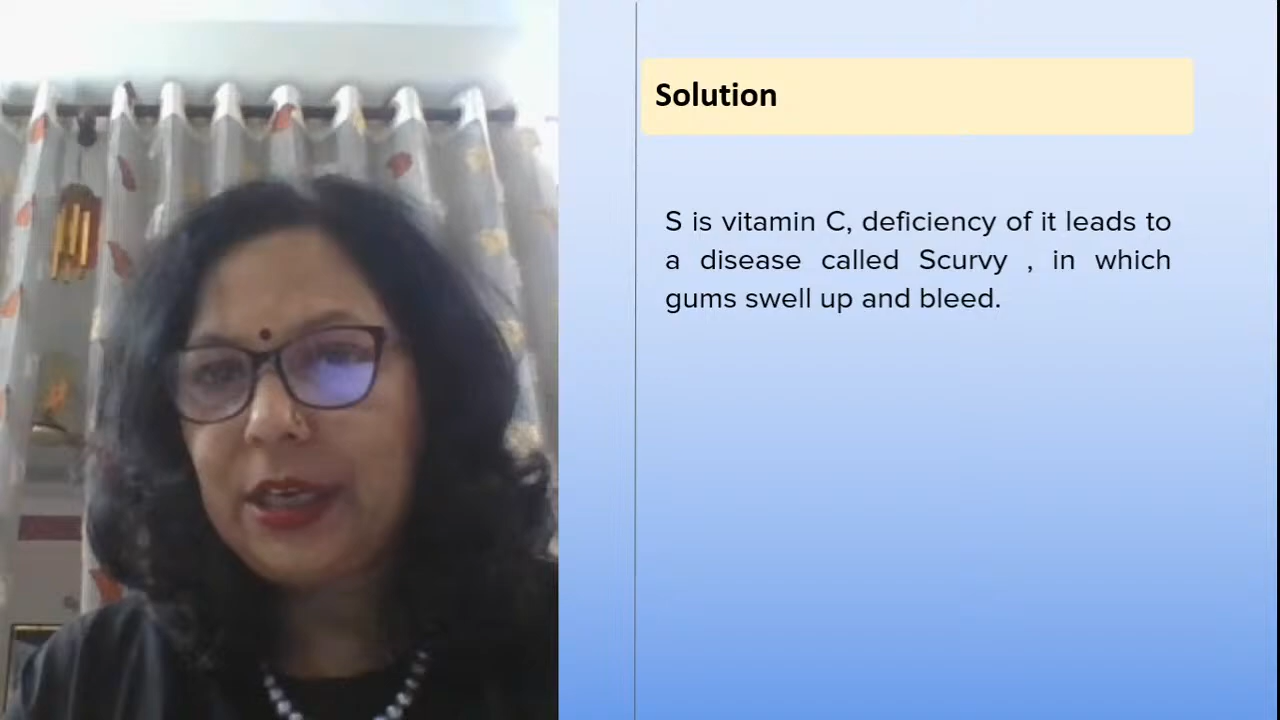 Solution
S is vitamin C, deficiency of it leads to
a disease called Scurvy , in which
gums swell up and bleed.